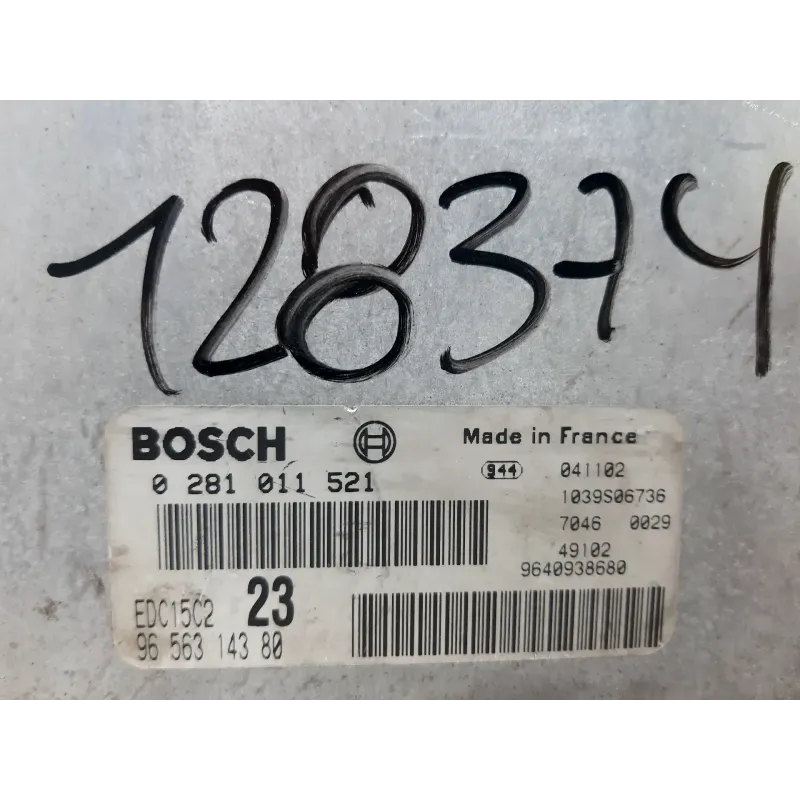 128374
BOSCH Made in France
0 281 011 521 944 041102
1039S06736
7046 0029
49102
9640938680
EDC15C2 23
96 563 143 80